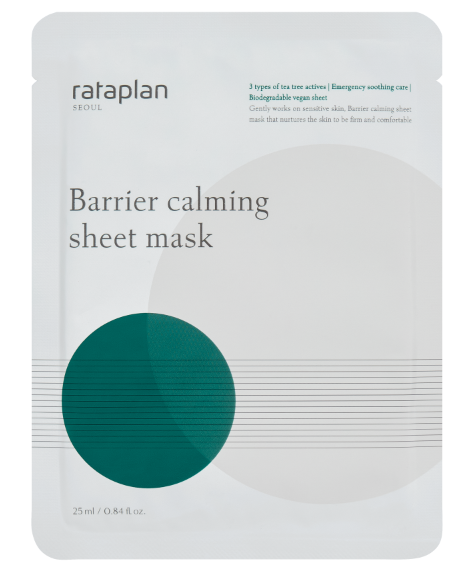 rataplan
SEOUL
3 types of tea tree actives | Emergency soothing care |
Biodegradable vegan sheet
Gently works on sensitive skin, Barrier calming sheet
mask that nurtures the skin to be firm and comfortable
Barrier calming
sheet mask
25 ml / 0.84 fl. oz.